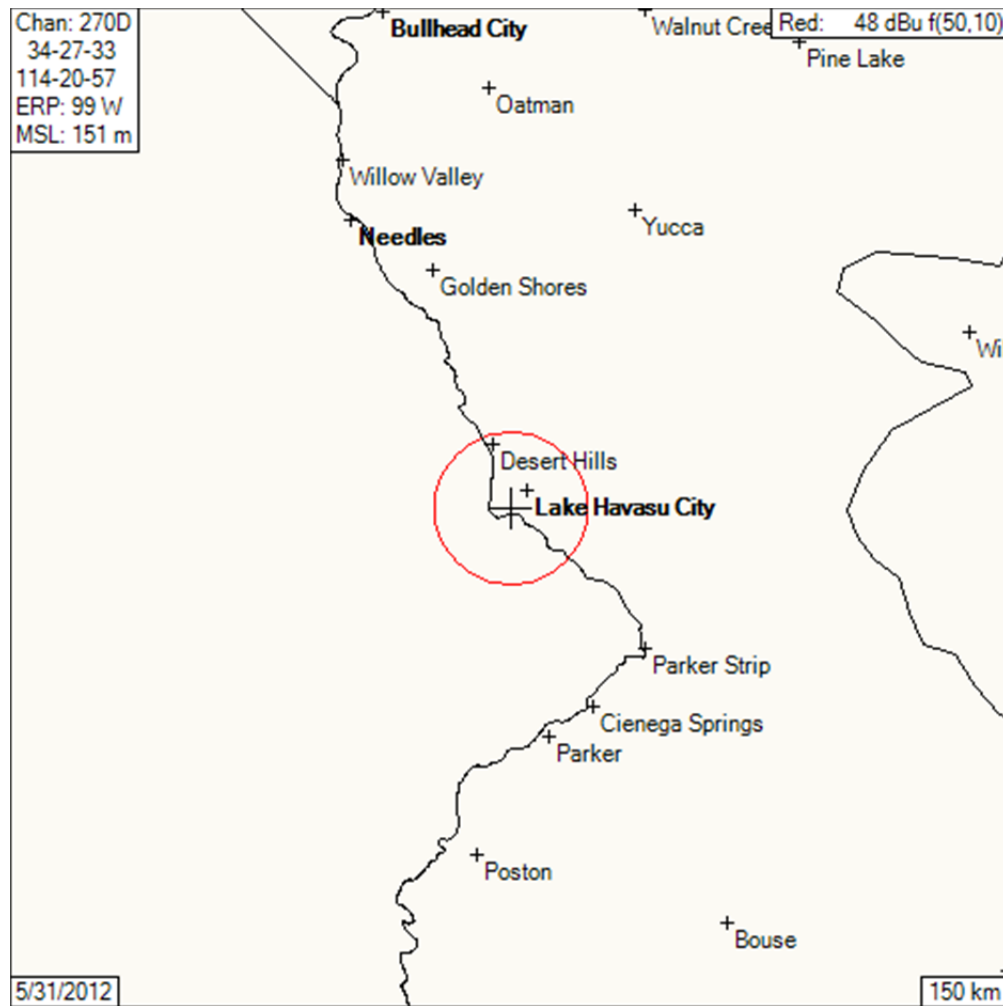 Chan: 270D
34-27-33
114-20-57
ERP: 99 W
MSL: 151 m
Red: 48 dBu f(50,10)
Bullhead City
Walnut Cree
Pine Lake
Oatman
Willow Valley
Yucca
Needles
Golden Shores
Wi
Desert Hills
Lake Havasu City
Parker Strip
Cienega Springs
Parker
Poston
Bouse
5/31/2012
150 km